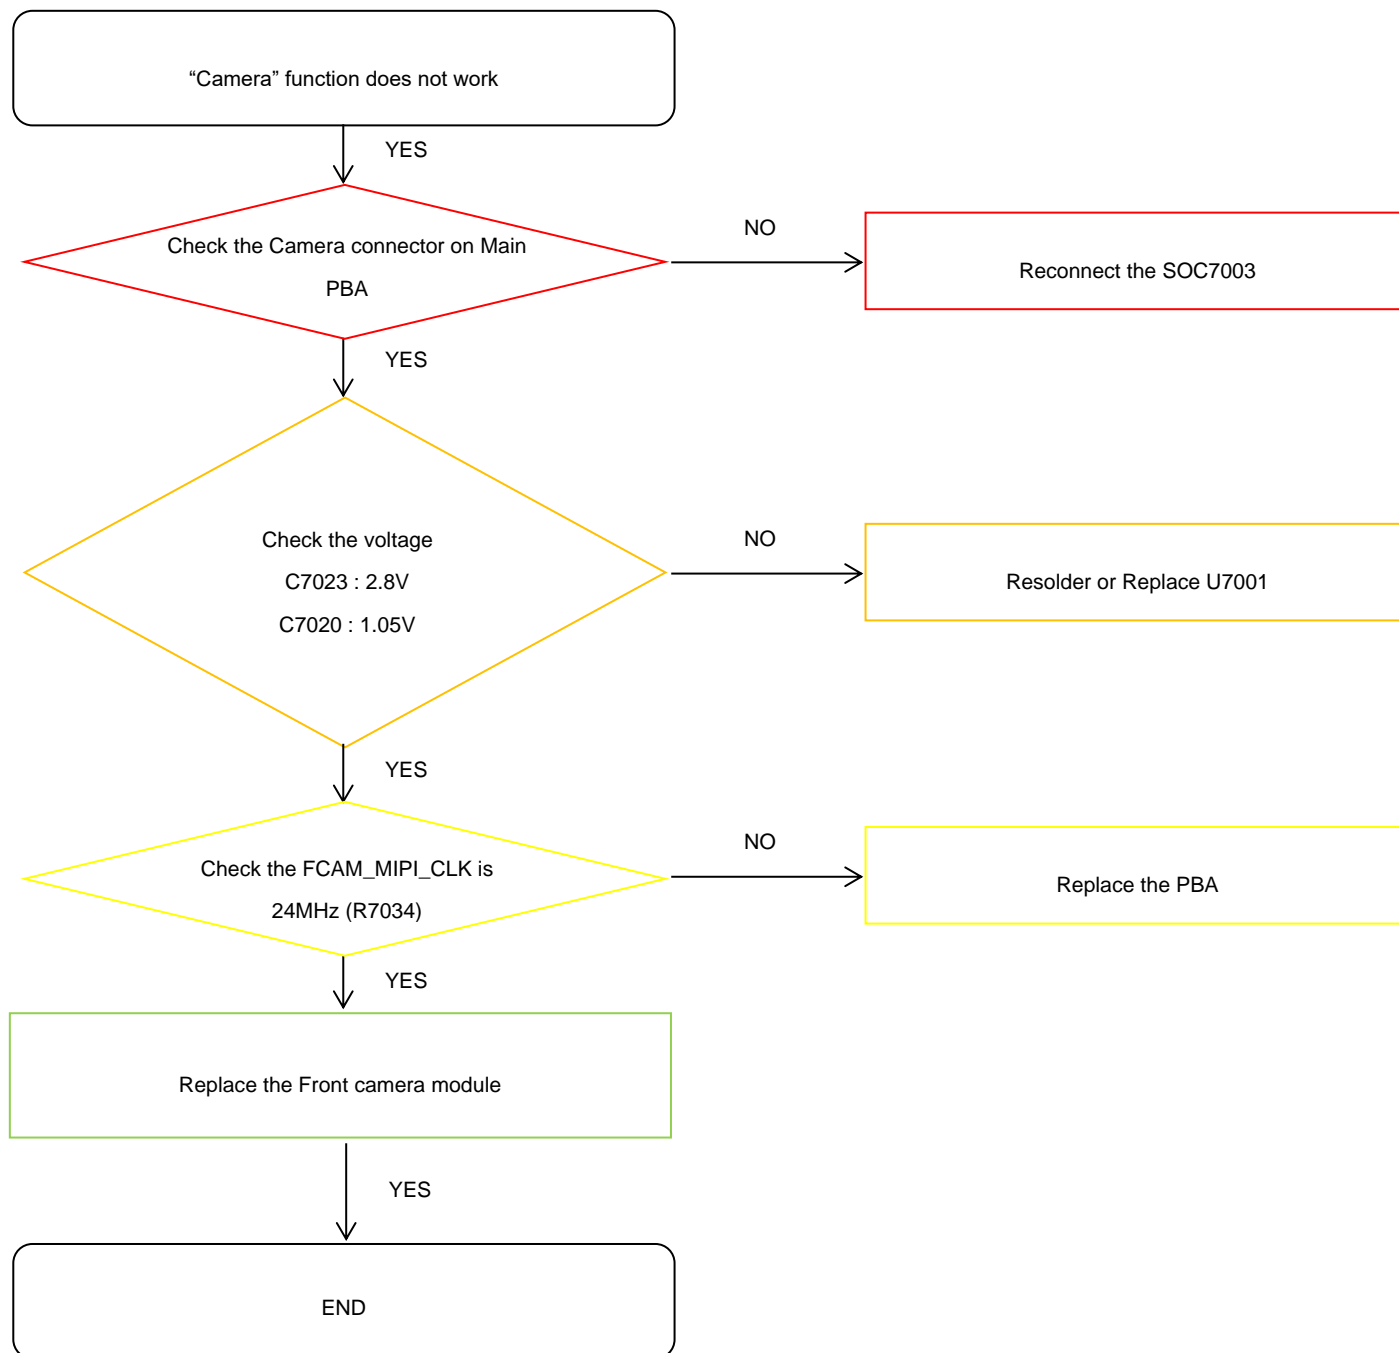 “Camera” function does not work
YES
Check the Camera connector on Main
PBA
NO
Reconnect the SOC7003
YES
Check the voltage
C7023 : 2.8V
C7020 : 1.05V
NO
Resolder or Replace U7001
YES
Check the FCAM_MIPI_CLK is
24MHz (R7034)
NO
Replace the PBA
YES
Replace the Front camera module
YES
END